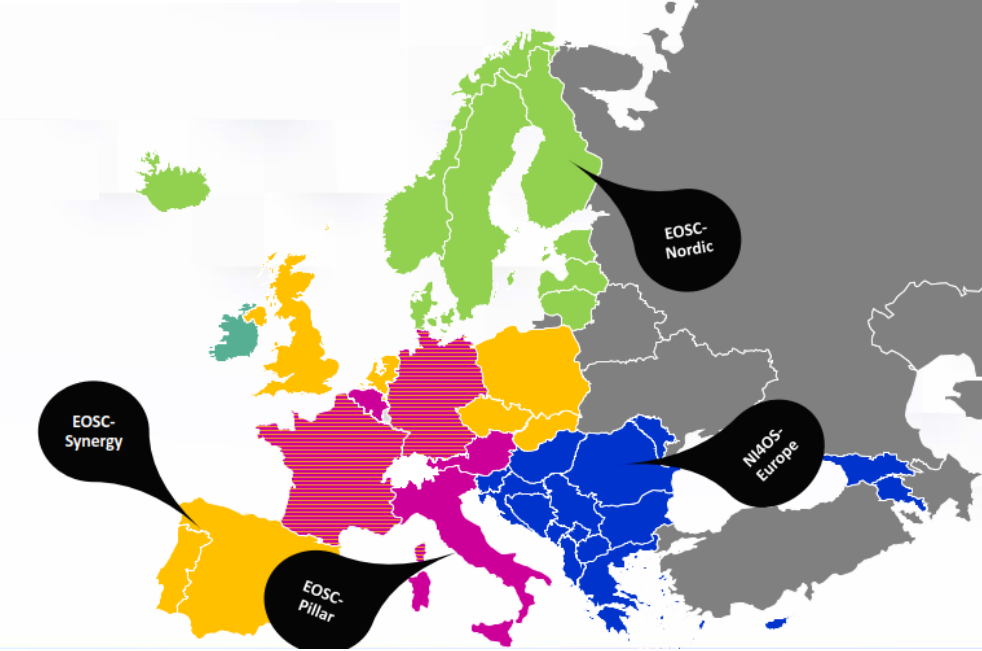 EOSC-
Nordic
EOSC-
Synergy
NI4OS-
Europe
EOSC-
Pillar